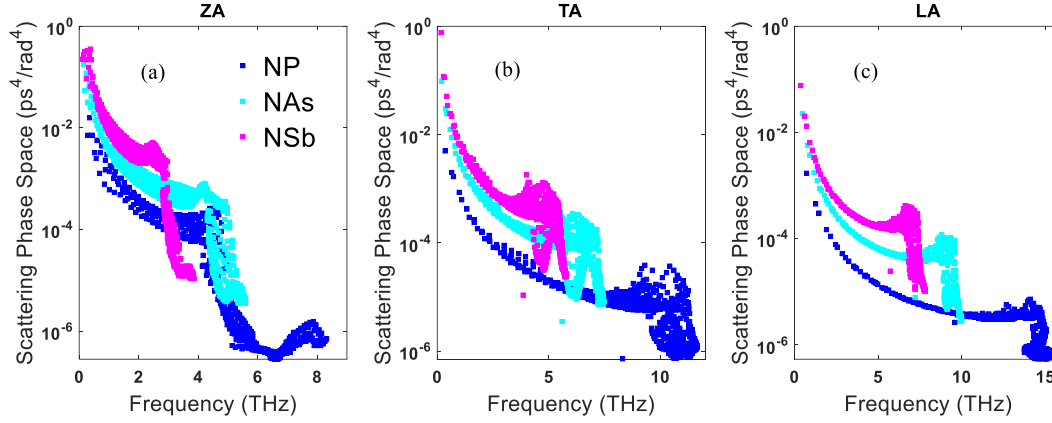 ZA
TA
LA
Scattering Phase Space (ps^4/rad^4)
10^0
10^-2
10^-4
10^-6
(a)
NP
NAs
NSb
0 2 4 6 8
Frequency (THz)
Scattering Phase Space (ps^4/rad^4)
10^0
10^-2
10^-4
10^-6
(b)
0 5 10
Frequency (THz)
Scattering Phase Space (ps^4/rad^4)
10^0
10^-2
10^-4
10^-6
(c)
0 5 10 15
Frequency (THz)